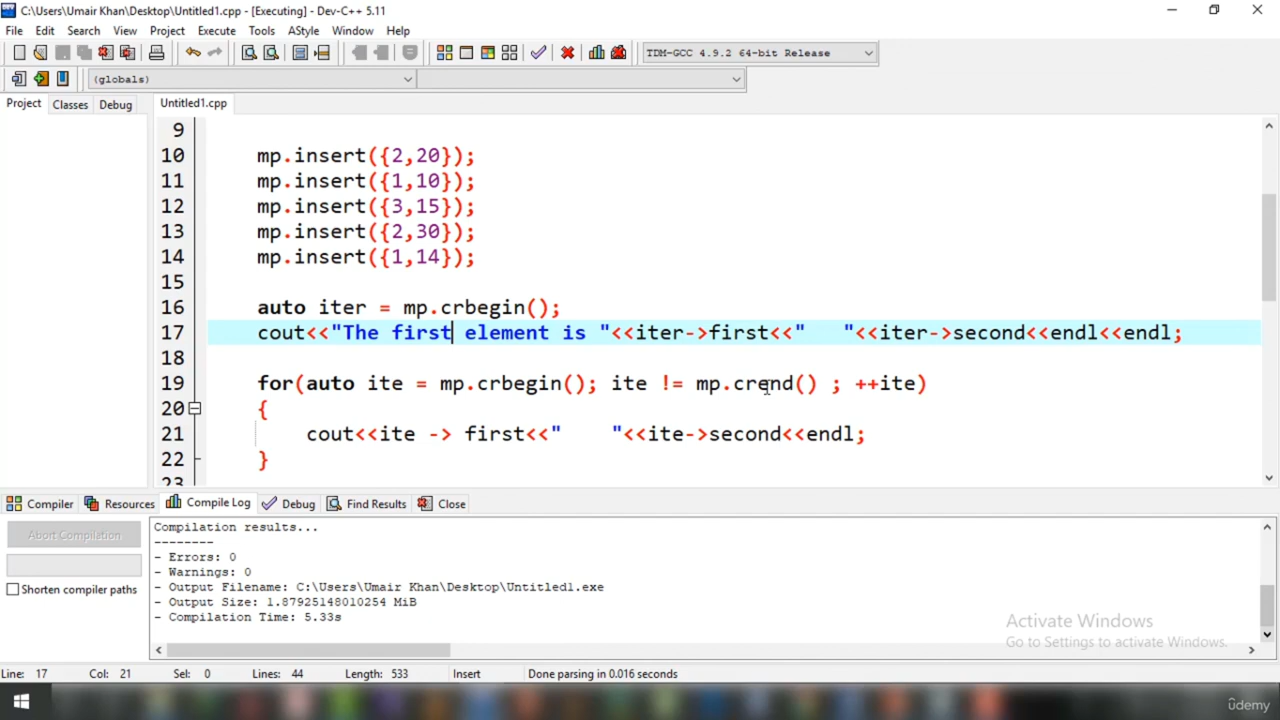 C:\Users\Umair Khan\Desktop\Untitled1.cpp - [Executing] - Dev-C++ 5.11
File Edit Search View Project Execute Tools AStyle Window Help
TDM-GCC 4.9.2 64-bit Release
(globals)
Project Classes Debug Untitled1.cpp
9
10 mp.insert({2,20});
11 mp.insert({1,10});
12 mp.insert({3,15});
13 mp.insert({2,30});
14 mp.insert({1,14});
15
16 auto iter = mp.crbegin();
17 cout<<"The first element is "<<iter->first<<"   "<<iter->second<<endl<<endl;
18
19 for(auto ite = mp.crbegin(); ite != mp.crend() ; ++ite)
20 {
21 cout<<ite -> first<<"    "<<ite->second<<endl;
22 }
23
Compiler Resources Compile Log Debug Find Results Close
Abort Compilation
Shorten compiler paths
Compilation results...
--------
- Errors: 0
- Warnings: 0
- Output Filename: C:\Users\Umair Khan\Desktop\Untitled1.exe
- Output Size: 1.87925148010254 MiB
- Compilation Time: 5.33s
Activate Windows
Go to Settings to activate Windows.
Line: 17 Col: 21 Sel: 0 Lines: 44 Length: 533 Insert Done parsing in 0.016 seconds
ûdemy